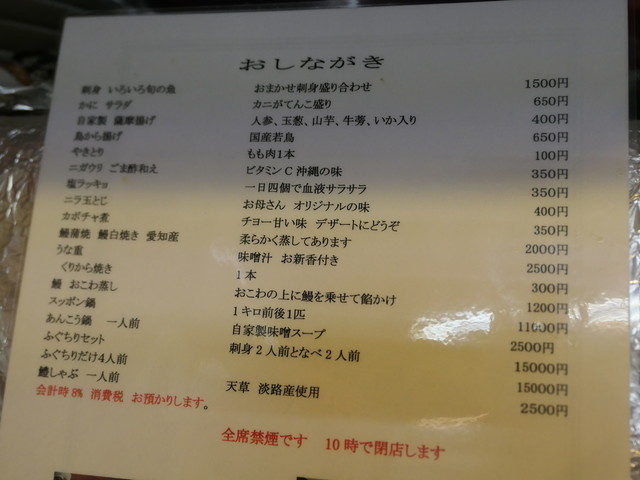 おしながき
刺身 いろいろ旬の魚 おまかせ刺身盛り合わせ 1500円
かに サラダ カニがてんこ盛り 650円
自家製 薩摩揚げ 人参、玉葱、山芋、牛蒡、いか入り 400円
鳥から揚げ 国産若鳥 650円
やきとり もも肉1本 100円
ニガウリ ごま酢和え ビタミンC 沖縄の味 350円
塩ラッキョ 一日四個で血液サラサラ 350円
ニラ玉とじ お母さん オリジナルの味 400円
カボチャ煮 チョー甘い味 デザートにどうぞ 350円
鰻蒲焼 鰻白焼き 愛知産 柔らかく蒸してあります 2000円
うな重 味噌汁 お新香付き 2500円
くりから焼き 1本 300円
鰻 おこわ蒸し おこわの上に鰻を乗せて餡かけ 1200円
スッポン鍋 1キロ前後1匹 11000円
あんこう鍋 一人前 自家製味噌スープ 2500円
ふぐちりセット 刺身2人前となべ2人前 15000円
ふぐちりだけ4人前 15000円
鱧しゃぶ 一人前 天草 淡路産使用 2500円
会計時8% 消費税 お預かりします。
全席禁煙です 10時で閉店します